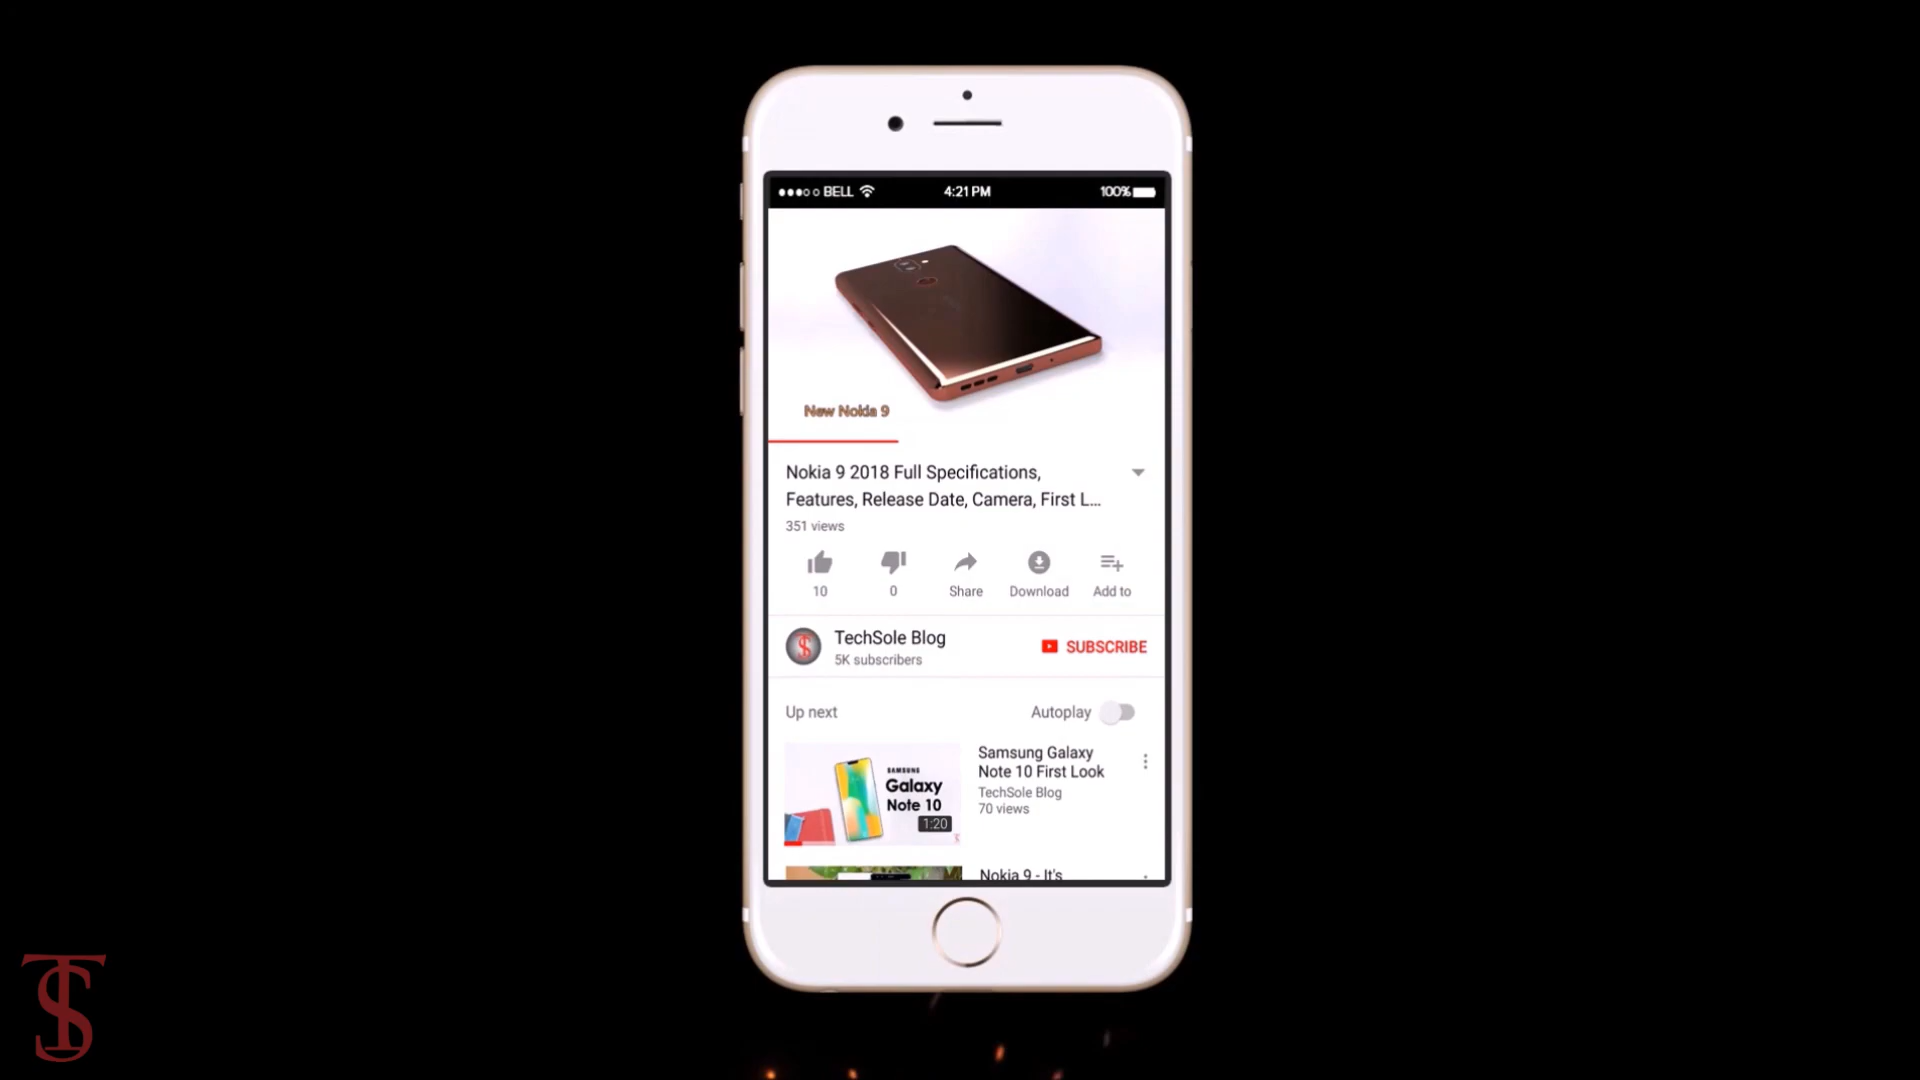 BELL 4:21 PM 100%
New Nokia 9
Nokia 9 2018 Full Specifications,
Features, Release Date, Camera, First L...
351 views
10 0 Share Download Add to
TechSole Blog
5K subscribers
SUBSCRIBE
Up next Autoplay
SAMSUNG
Galaxy
Note 10
1:20
Samsung Galaxy
Note 10 First Look
TechSole Blog
70 views
Nokia 9 - It's
TS